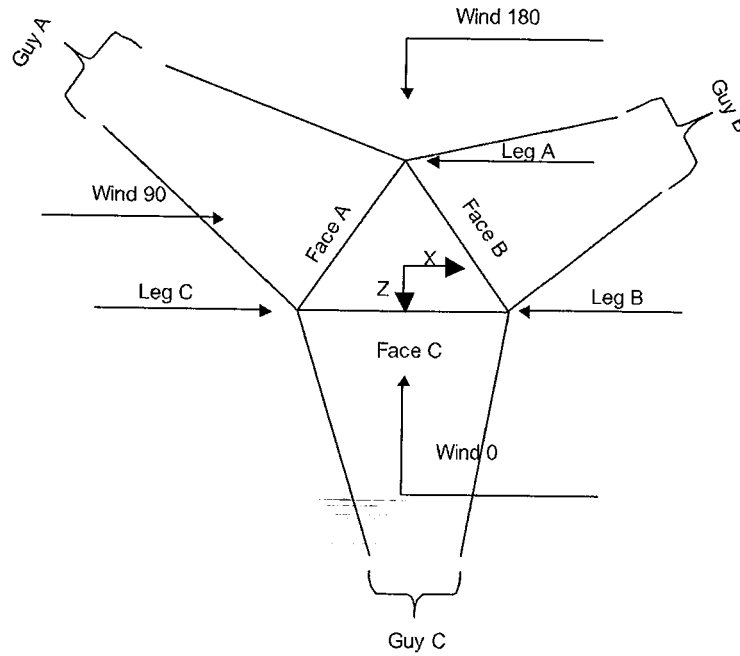 Wind 180
Guy A
Guy B
Leg A
Wind 90
Face A
Face B
X
Z
Leg C
Leg B
Face C
Wind 0
Guy C